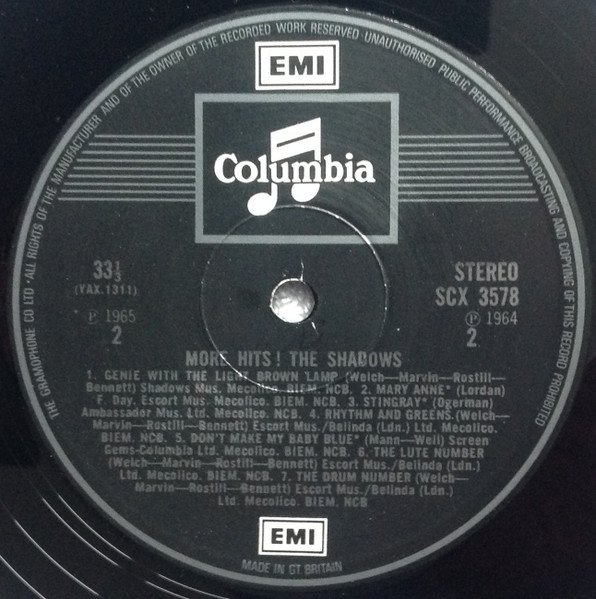 THE GRAMOPHONE CO LTD · ALL RIGHTS OF THE MANUFACTURER AND OF THE OWNER OF THE RECORDED WORK RESERVED · UNAUTHORISED PUBLIC PERFORMANCE BROADCASTING AND COPYING OF THIS RECORD PROHIBITED
EMI
Columbia
33⅓
(YAX.1311)
℗ 1965
2
STEREO
SCX 3578
℗ 1964
2
MORE HITS! THE SHADOWS
1. GENIE WITH THE LIGHT BROWN LAMP (Welch—Marvin—Rostill—
Bennett) Shadows Mus. Mecolico. BIEM. NCB. 2. MARY ANNE* (Lordan)
F. Day. Escort Mus. Mecolico. BIEM. NCB. 3. STINGRAY* (Ogerman)
Ambassador Mus. Ltd. Mecolico. NCB. 4. RHYTHM AND GREENS.(Welch—
Marvin—Rostill—Bennett) Escort Mus./Belinda (Ldn.) Ltd. Mecolico.
BIEM. NCB. 5. DON'T MAKE MY BABY BLUE* (Mann—Weil) Screen
Gems-Columbia Ltd. Mecolico. NCB. 6. THE LUTE NUMBER
(Welch—Marvin—Rostill—Bennett) Escort Mus./Belinda (Ldn.)
Ltd. Mecolico. BIEM. NCB. 7. THE DRUM NUMBER (Welch—
Marvin—Rostill—Bennett) Escort Mus./Belinda (Ldn.)
Ltd. Mecolico. BIEM. NCB
EMI
MADE IN GT. BRITAIN